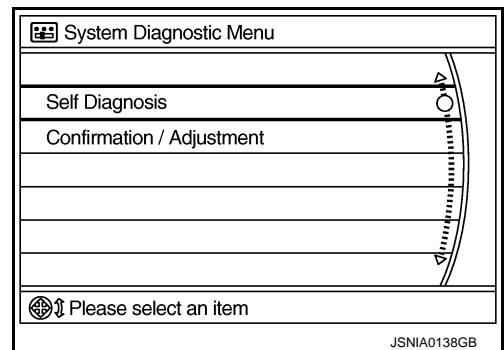 System Diagnostic Menu
Self Diagnosis
Confirmation / Adjustment
Please select an item
JSNIA0138GB